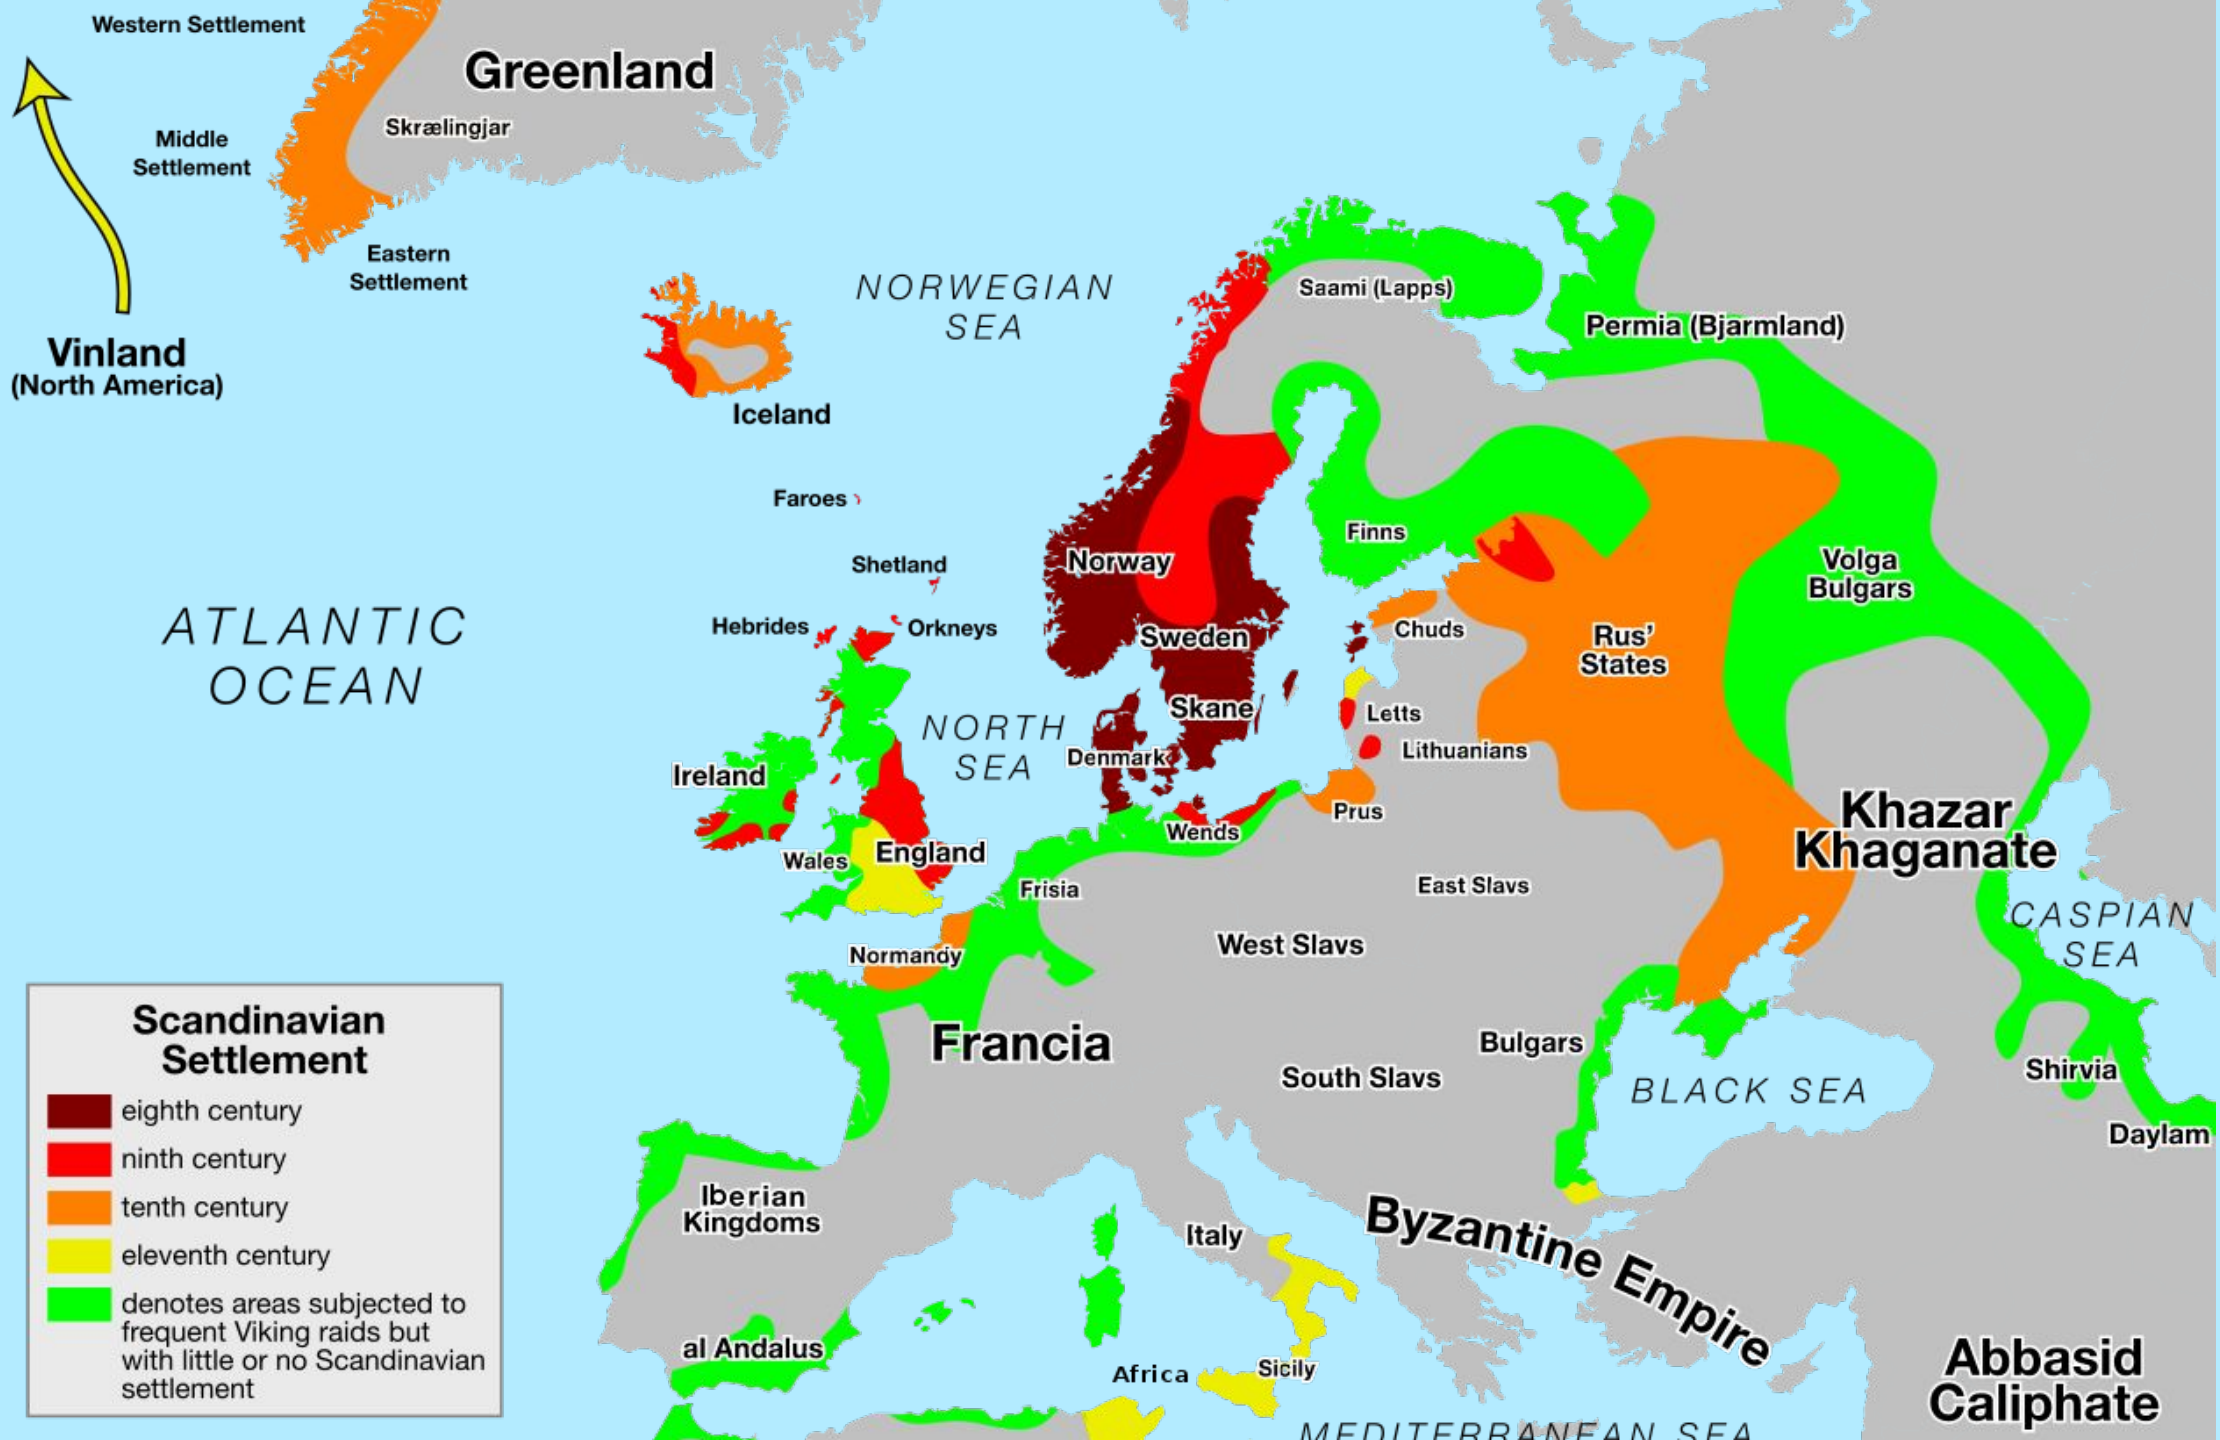 Western Settlement
Greenland
Skrælingjar
Middle
Settlement
Eastern
Settlement
Vinland
(North America)
NORWEGIAN
SEA
Saami (Lapps)
Permia (Bjarmland)
Iceland
Faroes
Finns
Shetland
Norway
Volga
Bulgars
ATLANTIC
OCEAN
Hebrides
Orkneys
Sweden
Chuds
Rus’
States
Skane
Letts
NORTH
SEA
Denmark
Lithuanians
Ireland
Prus
Wends
Khazar
Khaganate
Wales
England
Frisia
East Slavs
CASPIAN
SEA
West Slavs
Normandy
Francia
Bulgars
South Slavs
BLACK SEA
Shirvia
Daylam
Iberian
Kingdoms
Italy
Byzantine Empire
al Andalus
Africa
Sicily
Abbasid
Caliphate
MEDITERRANEAN SEA
Scandinavian
Settlement
eighth century
ninth century
tenth century
eleventh century
denotes areas subjected to
frequent Viking raids but
with little or no Scandinavian
settlement